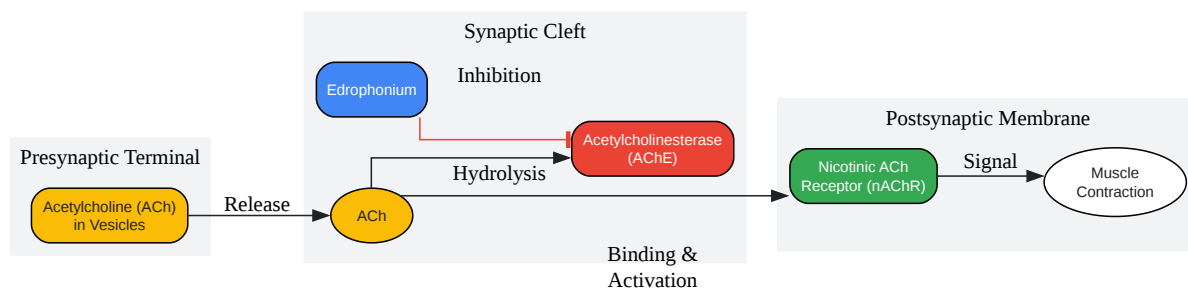 Synaptic Cleft
Edrophonium
Inhibition
Acetylcholinesterase
(AChE)
Hydrolysis
Presynaptic Terminal
Acetylcholine (ACh)
in Vesicles
Release
ACh
Binding &
Activation
Postsynaptic Membrane
Nicotinic ACh
Receptor (nAChR)
Signal
Muscle
Contraction